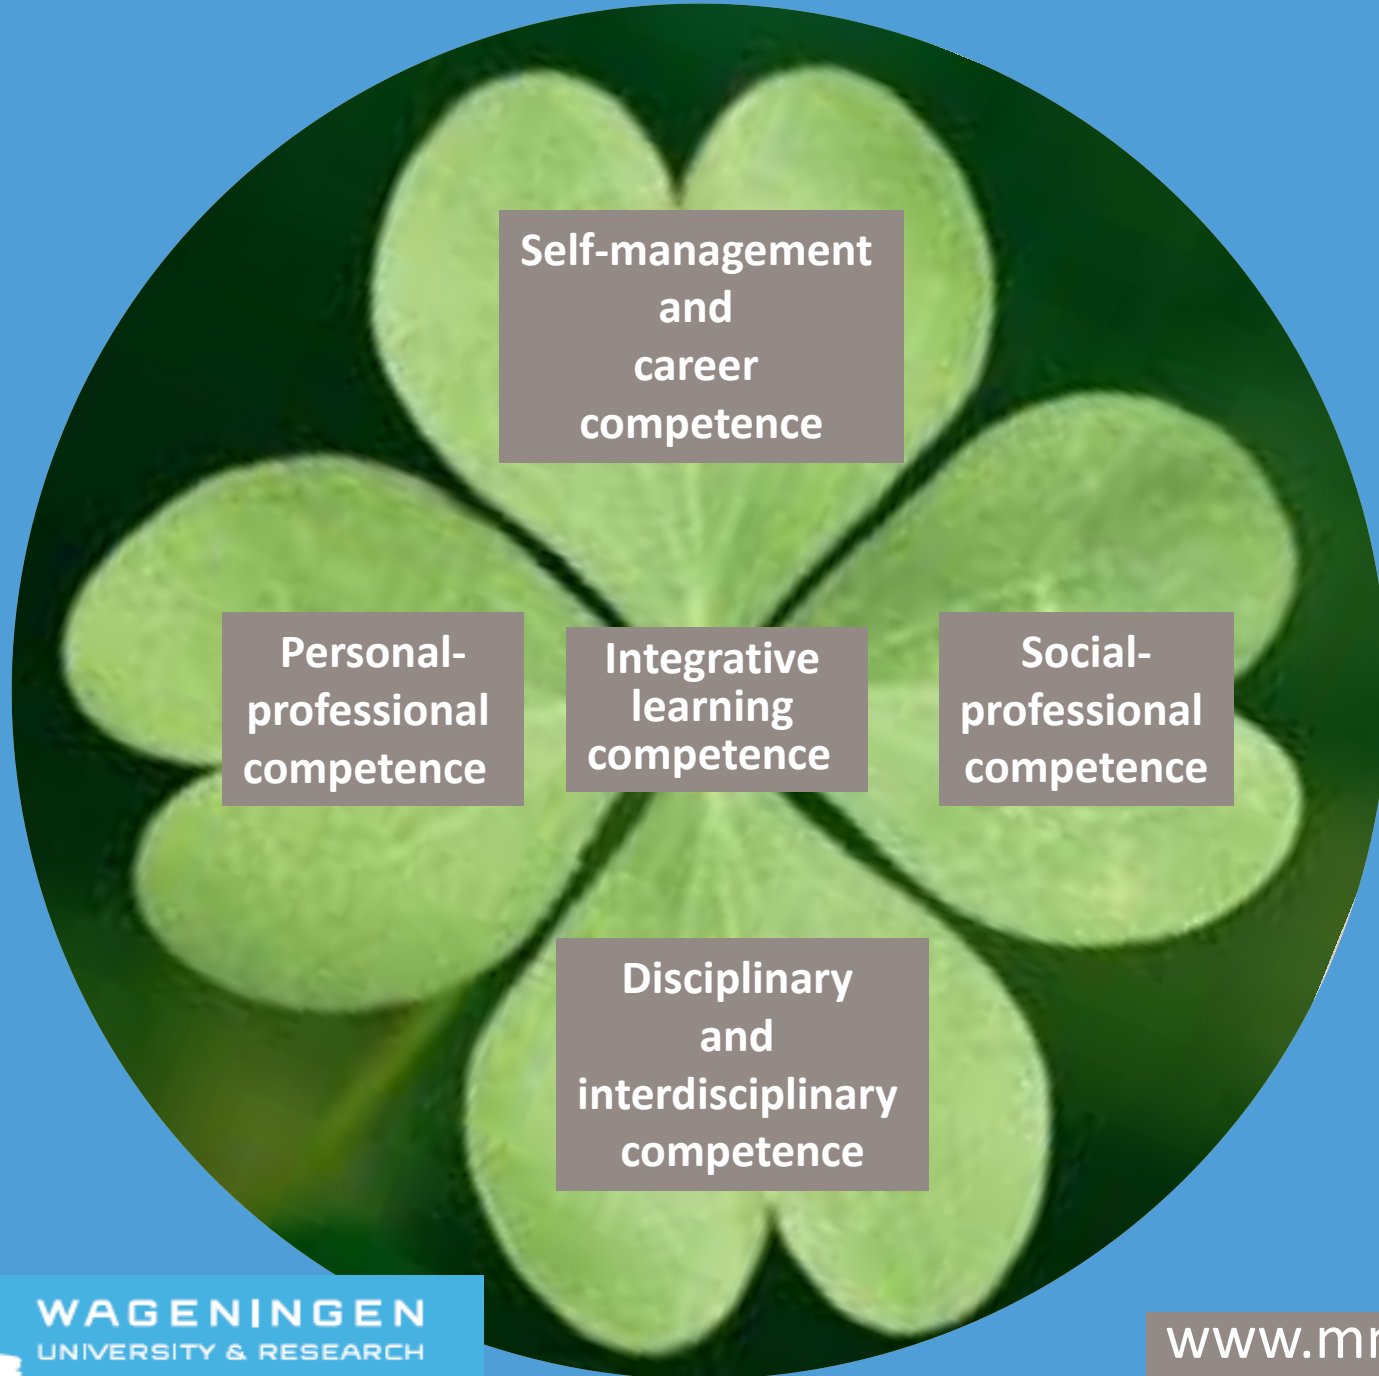 Self-management
and
career
competence
Personal-
professional
competence
Integrative
learning
competence
Social-
professional
competence
Disciplinary
and
interdisciplinary
competence
WAGENINGEN
UNIVERSITY & RESEARCH